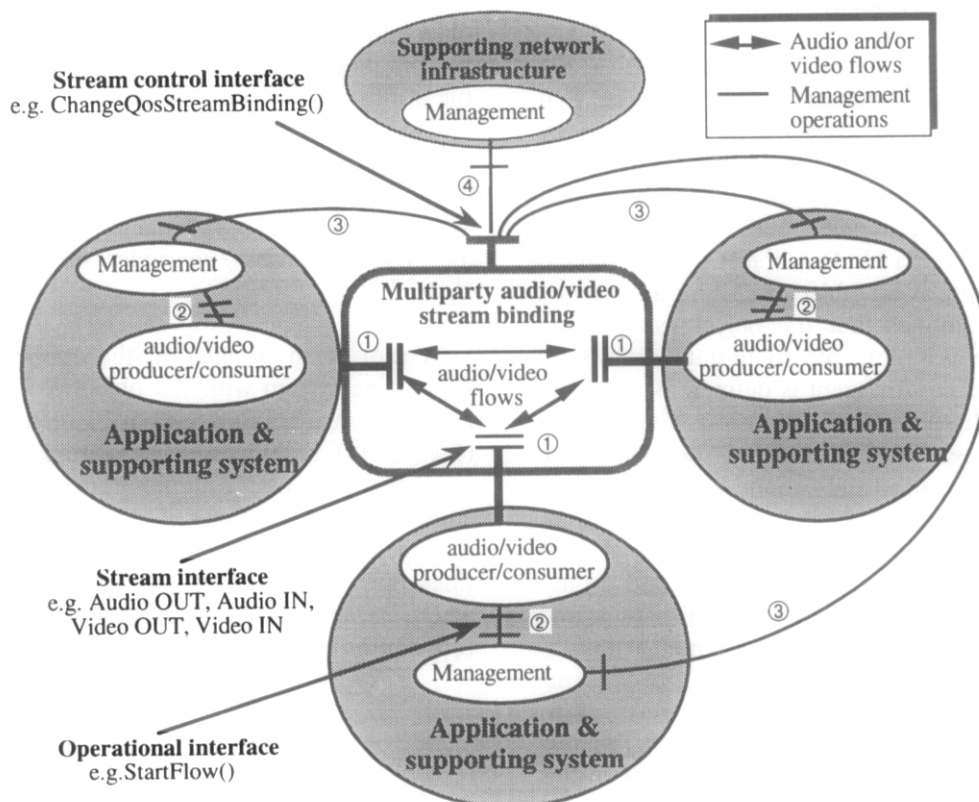 Supporting network
infrastructure
Management
Audio and/or
video flows
Management
operations
Stream control interface
e.g. ChangeQosStreamBinding()
④
③
③
Management
②
audio/video
producer/consumer
Application &
supporting system
Multiparty audio/video
stream binding
①
①
audio/video
flows
①
Management
②
audio/video
producer/consumer
Application &
supporting system
Stream interface
e.g. Audio OUT, Audio IN,
Video OUT, Video IN
audio/video
producer/consumer
②
③
Management
Application &
supporting system
Operational interface
e.g.StartFlow()